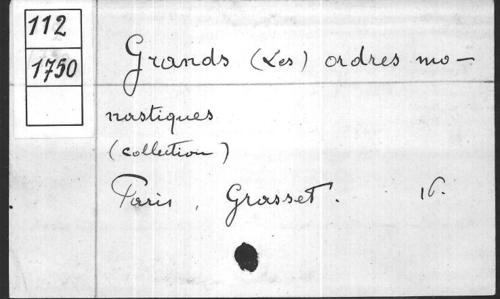 112
1750
Grands (Les) ordres mo-
nastiques
(collection)
Paris, Grasset. 16.